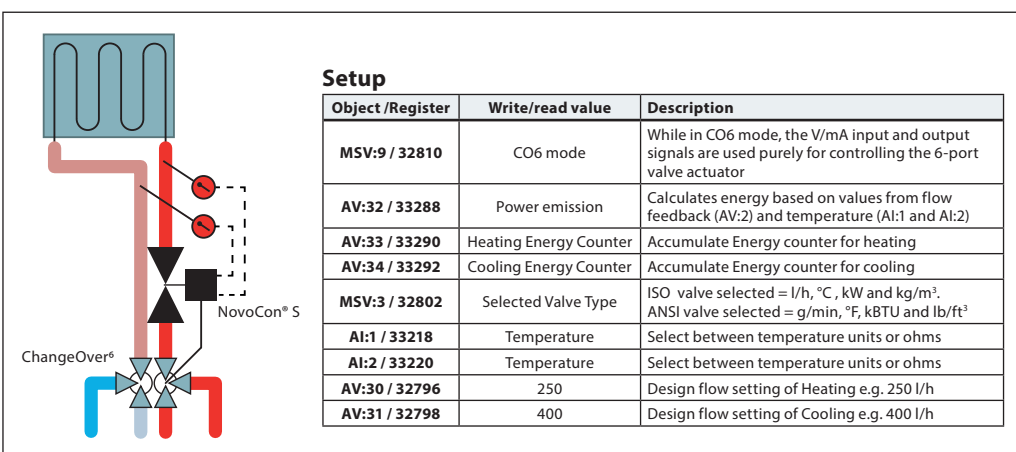 Setup
Object /Register Write/read value Description
MSV:9 / 32810 CO6 mode While in CO6 mode, the V/mA input and output
signals are used purely for controlling the 6-port
valve actuator
AV:32 / 33288 Power emission Calculates energy based on values from flow
feedback (AV:2) and temperature (AI:1 and AI:2)
AV:33 / 33290 Heating Energy Counter Accumulate Energy counter for heating
AV:34 / 33292 Cooling Energy Counter Accumulate Energy counter for cooling
MSV:3 / 32802 Selected Valve Type ISO valve selected = l/h, °C , kW and kg/m³.
ANSI valve selected = g/min, °F, kBTU and lb/ft³
AI:1 / 33218 Temperature Select between temperature units or ohms
AI:2 / 33220 Temperature Select between temperature units or ohms
AV:30 / 32796 250 Design flow setting of Heating e.g. 250 l/h
AV:31 / 32798 400 Design flow setting of Cooling e.g. 400 l/h
NovoCon® S
ChangeOver⁶